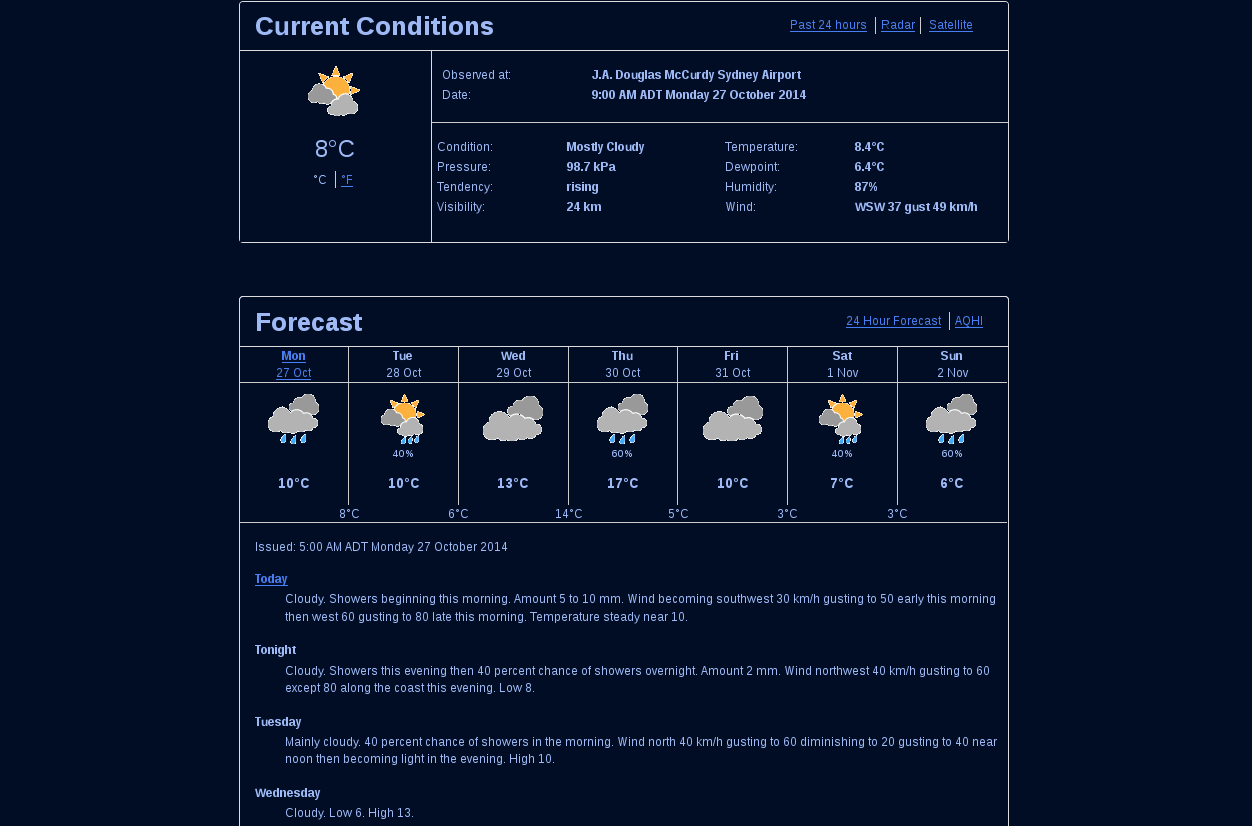 Current Conditions
Past 24 hours | Radar | Satellite
8°C
°C | °F
Observed at: J.A. Douglas McCurdy Sydney Airport
Date: 9:00 AM ADT Monday 27 October 2014
Condition: Mostly Cloudy Temperature: 8.4°C
Pressure: 98.7 kPa Dewpoint: 6.4°C
Tendency: rising Humidity: 87%
Visibility: 24 km Wind: WSW 37 gust 49 km/h
Forecast
24 Hour Forecast | AQHI
Mon Tue Wed Thu Fri Sat Sun
27 Oct 28 Oct 29 Oct 30 Oct 31 Oct 1 Nov 2 Nov
40% 60% 40% 60%
10°C 10°C 13°C 17°C 10°C 7°C 6°C
8°C 6°C 14°C 5°C 3°C 3°C
Issued: 5:00 AM ADT Monday 27 October 2014
Today
Cloudy. Showers beginning this morning. Amount 5 to 10 mm. Wind becoming southwest 30 km/h gusting to 50 early this morning
then west 60 gusting to 80 late this morning. Temperature steady near 10.
Tonight
Cloudy. Showers this evening then 40 percent chance of showers overnight. Amount 2 mm. Wind northwest 40 km/h gusting to 60
except 80 along the coast this evening. Low 8.
Tuesday
Mainly cloudy. 40 percent chance of showers in the morning. Wind north 40 km/h gusting to 60 diminishing to 20 gusting to 40 near
noon then becoming light in the evening. High 10.
Wednesday
Cloudy. Low 6. High 13.